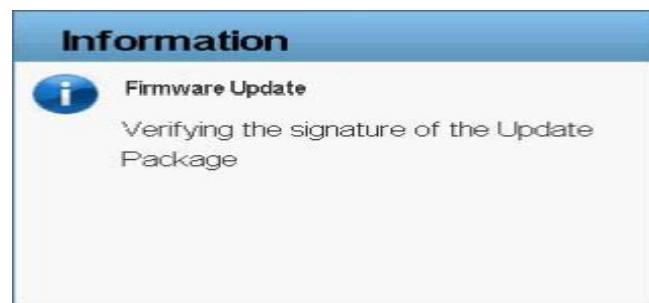 Information
Firmware Update
Verifying the signature of the Update
Package